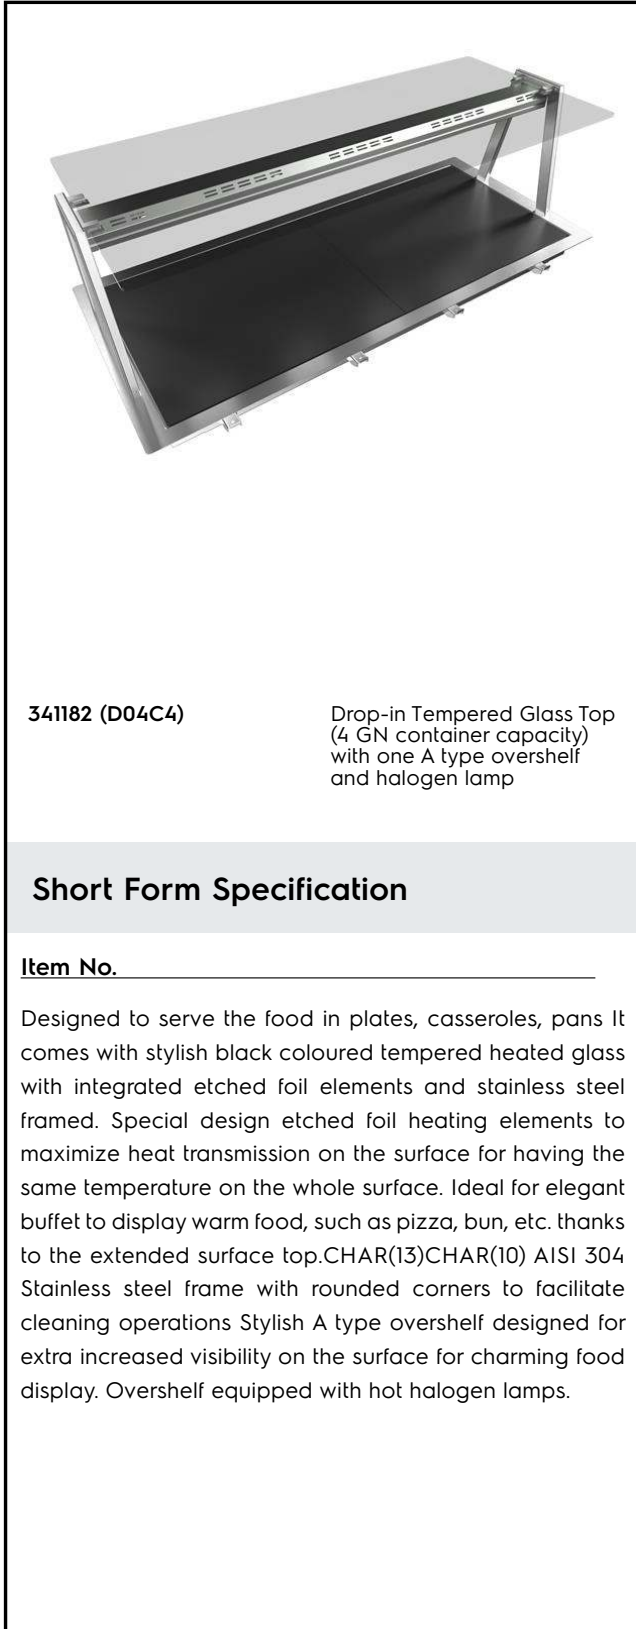 341182 (D04C4)
Drop-in Tempered Glass Top
(4 GN container capacity)
with one A type overshelf
and halogen lamp
Short Form Specification
Item No.
Designed to serve the food in plates, casseroles, pans It
comes with stylish black coloured tempered heated glass
with integrated etched foil elements and stainless steel
framed. Special design etched foil heating elements to
maximize heat transmission on the surface for having the
same temperature on the whole surface. Ideal for elegant
buffet to display warm food, such as pizza, bun, etc. thanks
to the extended surface top.CHAR(13)CHAR(10) AISI 304
Stainless steel frame with rounded corners to facilitate
cleaning operations Stylish A type overshelf designed for
extra increased visibility on the surface for charming food
display. Overshelf equipped with hot halogen lamps.